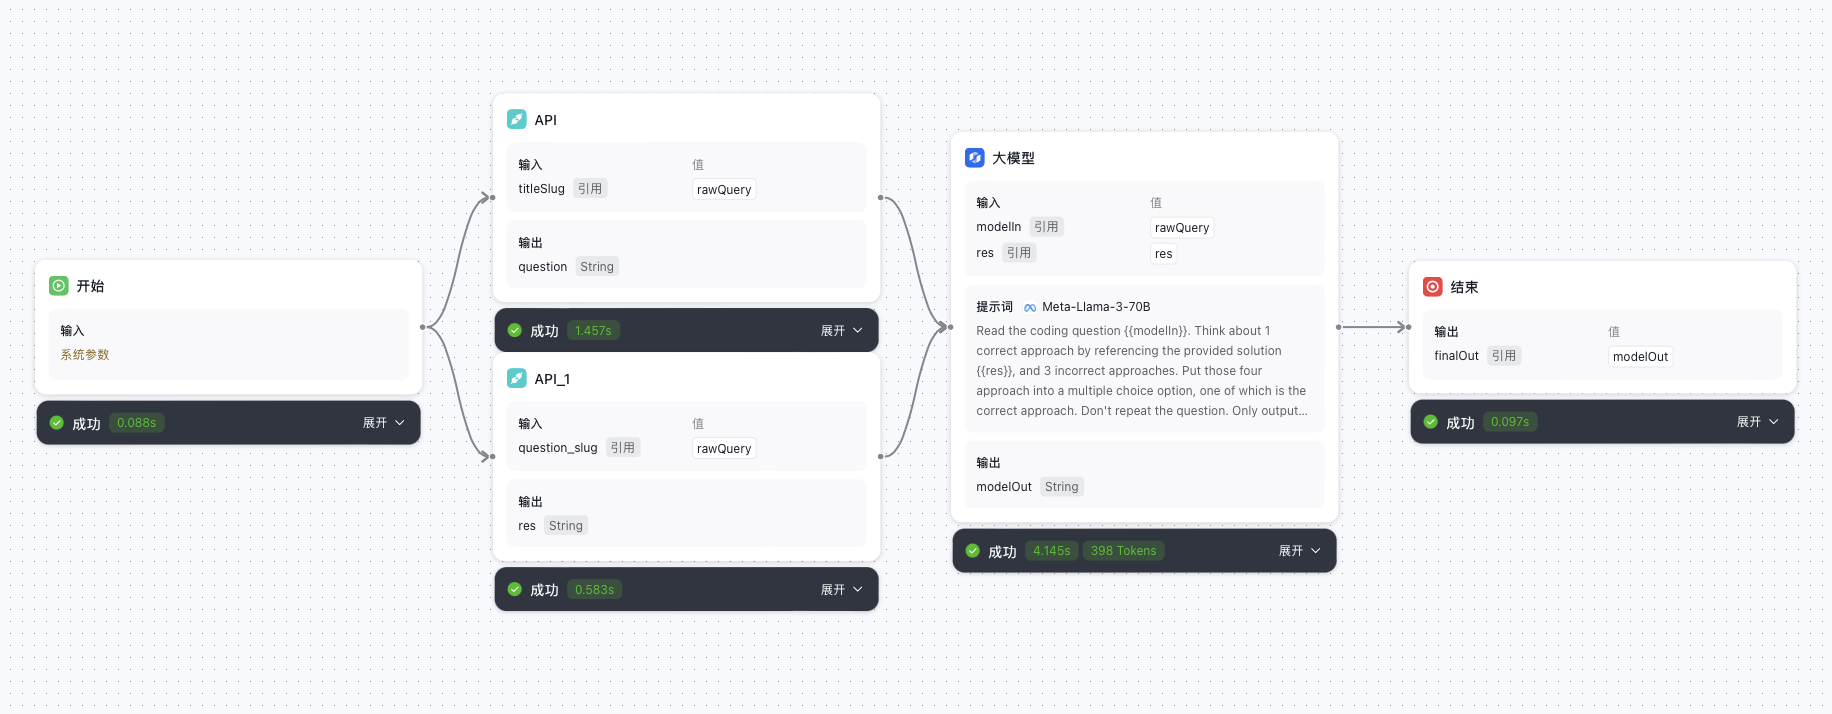 开始
输入
系统参数
成功 0.088s 展开
API
输入 值
titleSlug 引用 rawQuery
输出
question String
成功 1.457s 展开
API_1
输入 值
question_slug 引用 rawQuery
输出
res String
成功 0.583s 展开
大模型
输入 值
modelIn 引用 rawQuery
res 引用 res
提示词 Meta-Llama-3-70B
Read the coding question {{modelIn}}. Think about 1
correct approach by referencing the provided solution
{{res}}, and 3 incorrect approaches. Put those four
approach into a multiple choice option, one of which is the
correct approach. Don't repeat the question. Only output...
输出
modelOut String
成功 4.145s 398 Tokens 展开
结束
输出 值
finalOut 引用 modelOut
成功 0.097s 展开